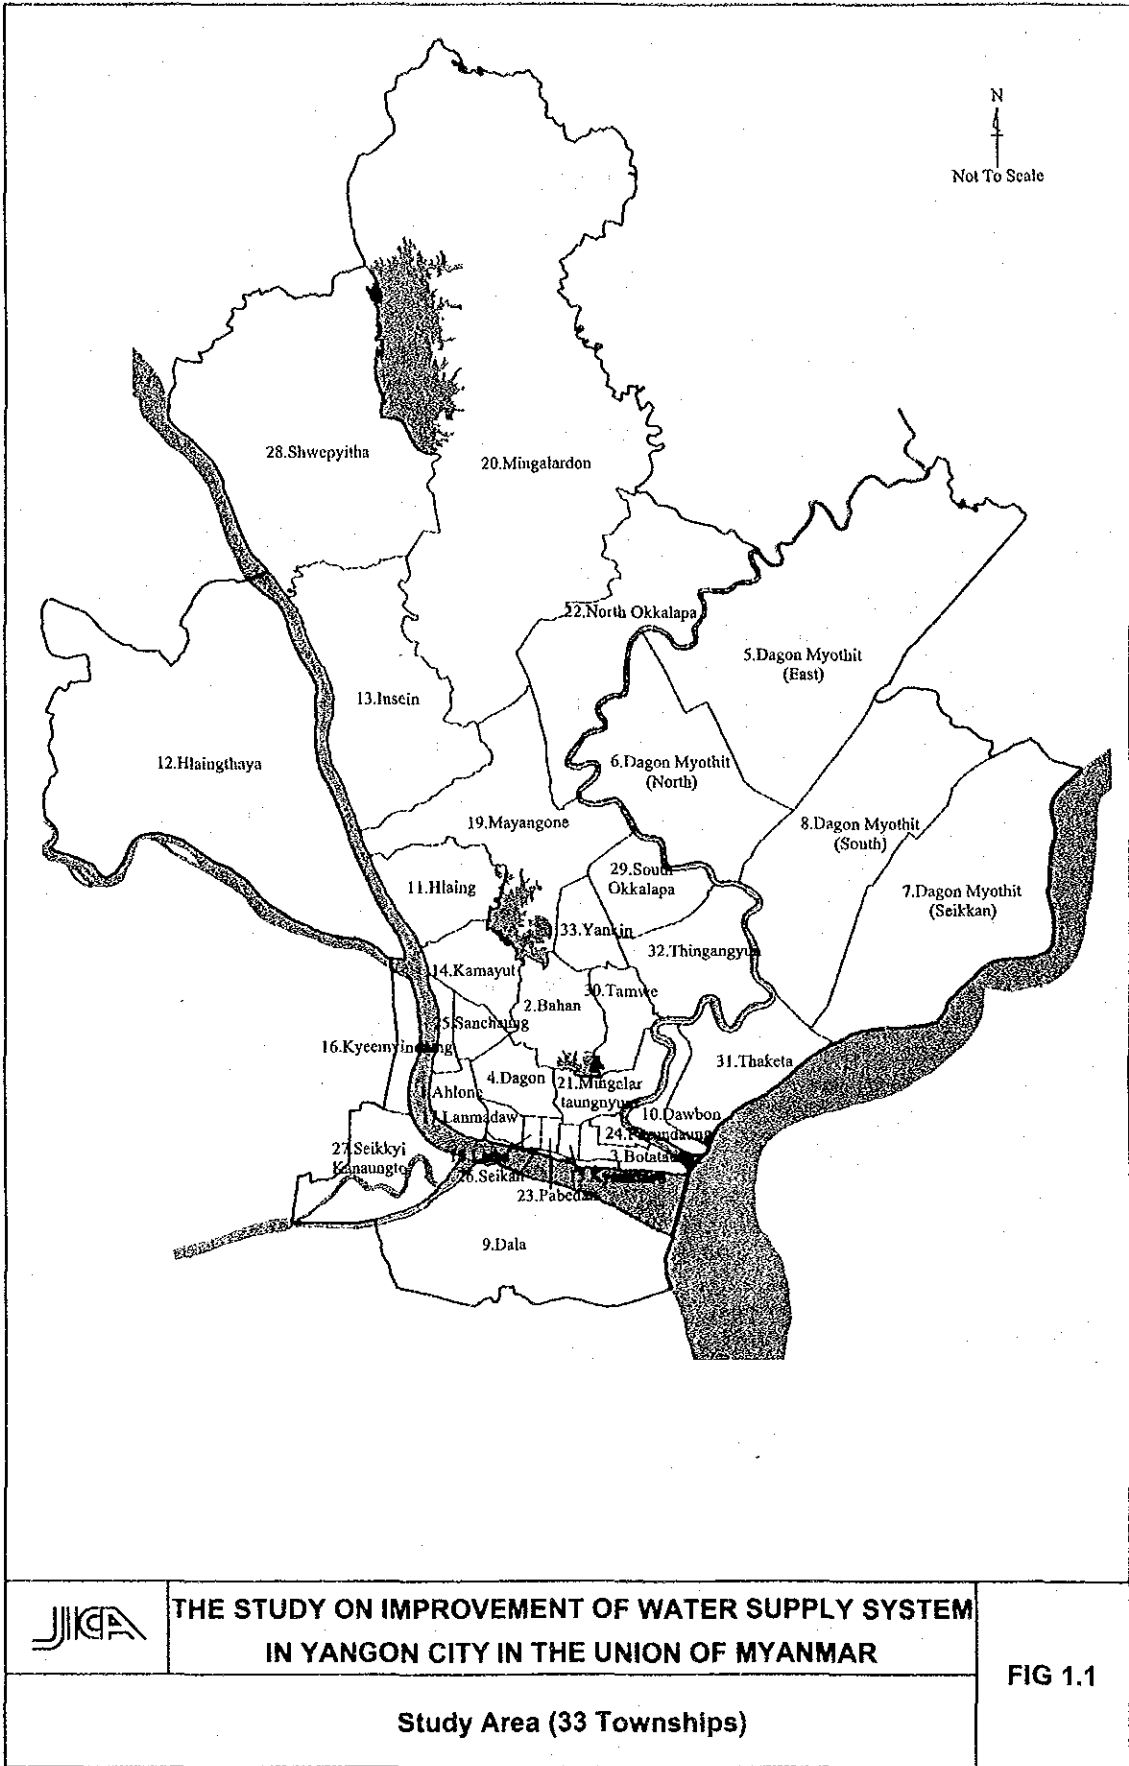 N
Not To Scale
28.Shwepyitha
20.Mingalardon
22.North Okkalapa
5.Dagon Myothit
(East)
13.Insein
12.Hlaingthaya
6.Dagon Myothit
(North)
19.Mayangone
8.Dagon Myothit
(South)
29.South
Okkalapa
11.Hlaing
7.Dagon Myothit
(Seikkan)
33.Yankin
32.Thingangyun
14.Kamayut
30.Tamwe
2.Bahan
25.Sanchaung
16.Kyeemyindaing
31.Thaketa
4.Dagon
21.Mingalar
taungnyunt
1.Ahlone
10.Dawbon
Lanmadaw
24.Pazundaung
27.Seikkyi
Kanaungto
3.Botataung
26.Seikan
23.Pabedan
9.Dala
JICA
THE STUDY ON IMPROVEMENT OF WATER SUPPLY SYSTEM
IN YANGON CITY IN THE UNION OF MYANMAR
FIG 1.1
Study Area (33 Townships)